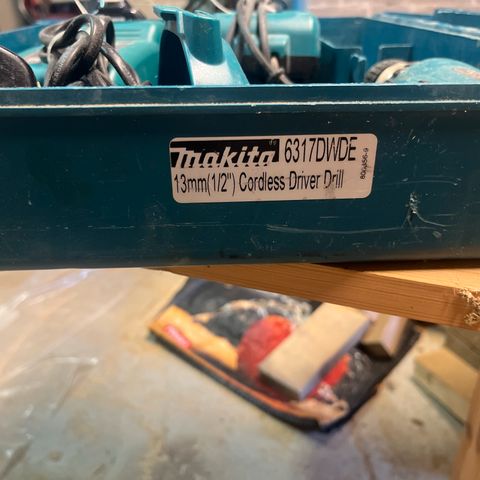 makita 6317DWDE
13mm(1/2") Cordless Driver Drill